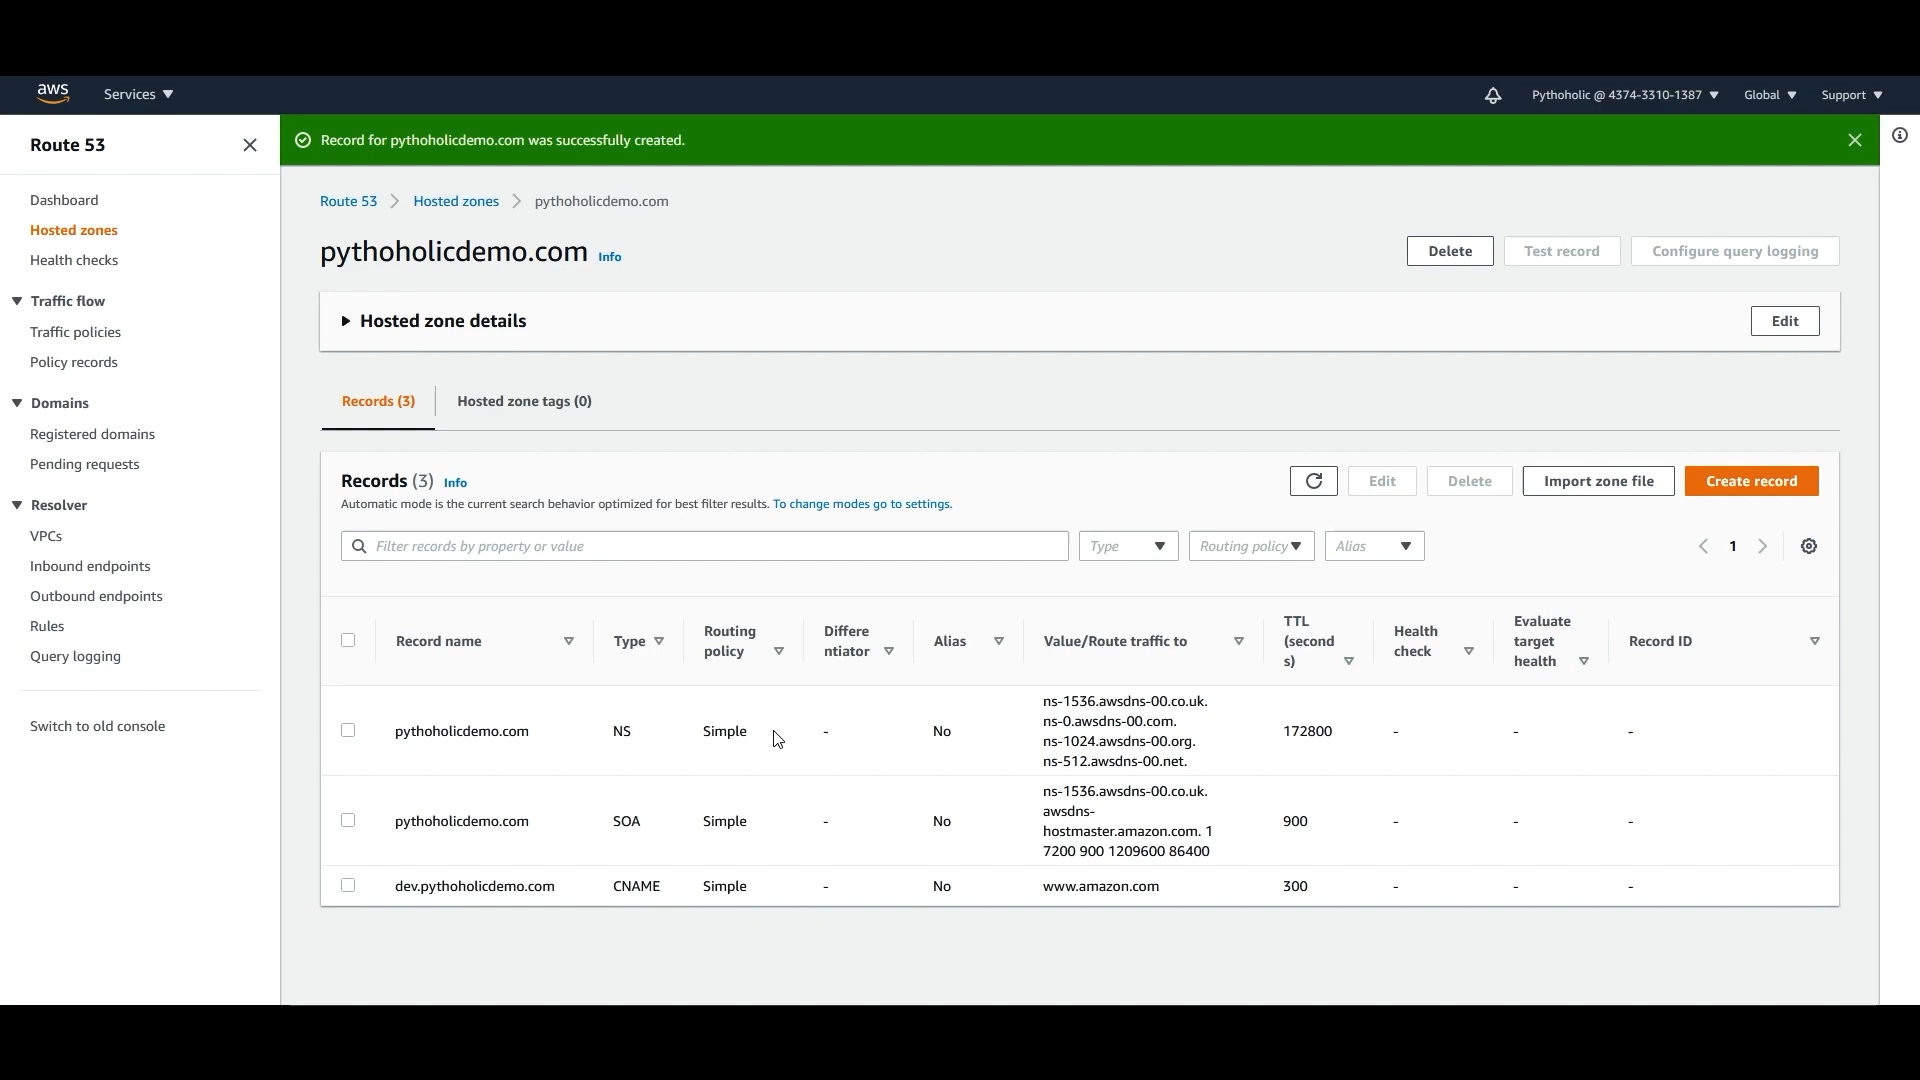 aws
Services
Pythoholic @ 4374-3310-1387
Global
Support
Route 53
Record for pythoholicdemo.com was successfully created.
Dashboard
Hosted zones
Health checks
Traffic flow
Traffic policies
Policy records
Domains
Registered domains
Pending requests
Resolver
VPCs
Inbound endpoints
Outbound endpoints
Rules
Query logging
Switch to old console
Route 53 Hosted zones pythoholicdemo.com
pythoholicdemo.com Info
Delete
Test record
Configure query logging
Hosted zone details
Edit
Records (3)
Hosted zone tags (0)
Records (3) Info
Automatic mode is the current search behavior optimized for best filter results. To change modes go to settings.
Edit
Delete
Import zone file
Create record
Filter records by property or value
Type
Routing policy
Alias
1
Record name
Type
Routing
policy
Differe
ntiator
Alias
Value/Route traffic to
TTL
(second
s)
Health
check
Evaluate
target
health
Record ID
pythoholicdemo.com
NS
Simple
-
No
ns-1536.awsdns-00.co.uk.
ns-0.awsdns-00.com.
ns-1024.awsdns-00.org.
ns-512.awsdns-00.net.
172800
-
-
-
pythoholicdemo.com
SOA
Simple
-
No
ns-1536.awsdns-00.co.uk.
awsdns-
hostmaster.amazon.com. 1
7200 900 1209600 86400
900
-
-
-
dev.pythoholicdemo.com
CNAME
Simple
-
No
www.amazon.com
300
-
-
-